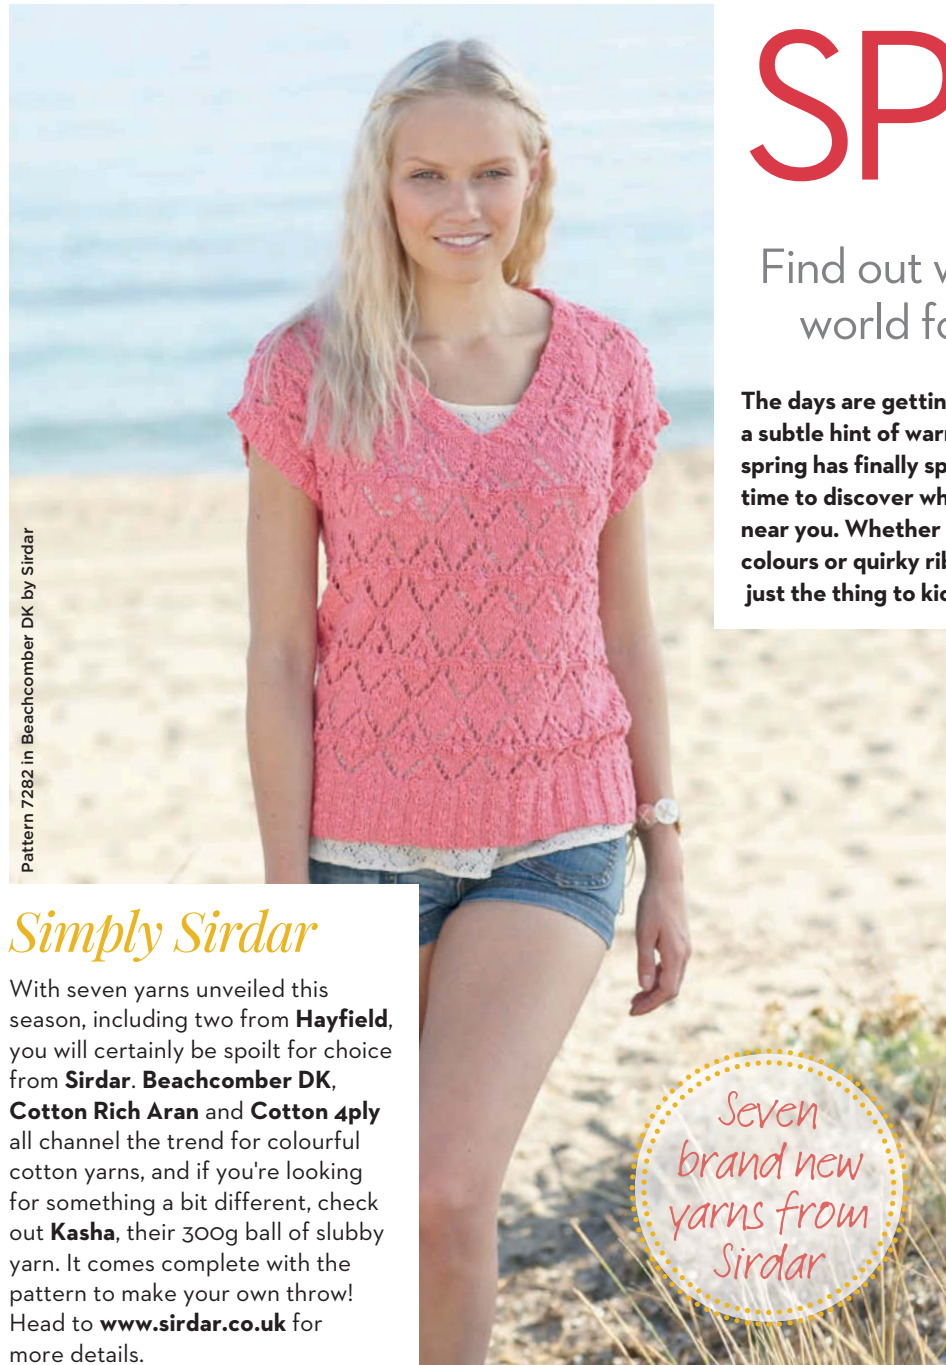 SP
Find out
world
The days are gettin
a subtle hint of war
spring has finally sp
time to discover wh
near you. Whether
colours or quirky rib
just the thing to kic
Pattern 7282 in Beachcomber DK by Sirdar
Simply Sirdar
With seven yarns unveiled this
season, including two from Hayfield,
you will certainly be spoilt for choice
from Sirdar. Beachcomber DK,
Cotton Rich Aran and Cotton 4ply
all channel the trend for colourful
cotton yarns, and if you're looking
for something a bit different, check
out Kasha, their 300g ball of slubby
yarn. It comes complete with the
pattern to make your own throw!
Head to www.sirdar.co.uk for
more details.
Seven
brand new
yarns from
Sirdar